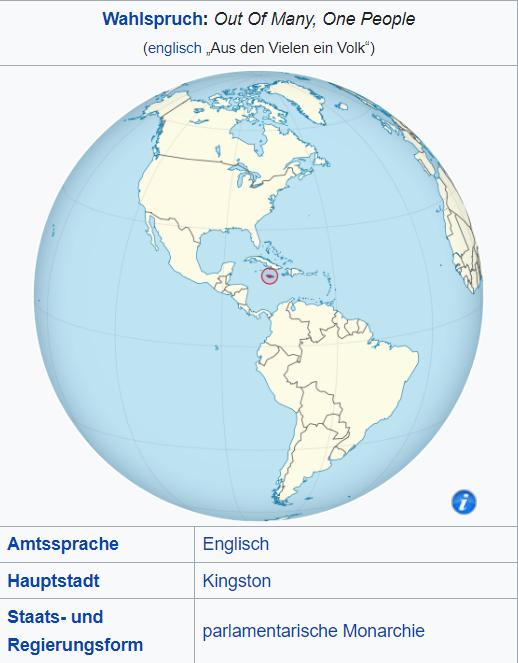 Wahlspruch: Out Of Many, One People
(englisch „Aus den Vielen ein Volk“)
i
Amtssprache
Englisch
Hauptstadt
Kingston
Staats- und
Regierungsform
parlamentarische Monarchie